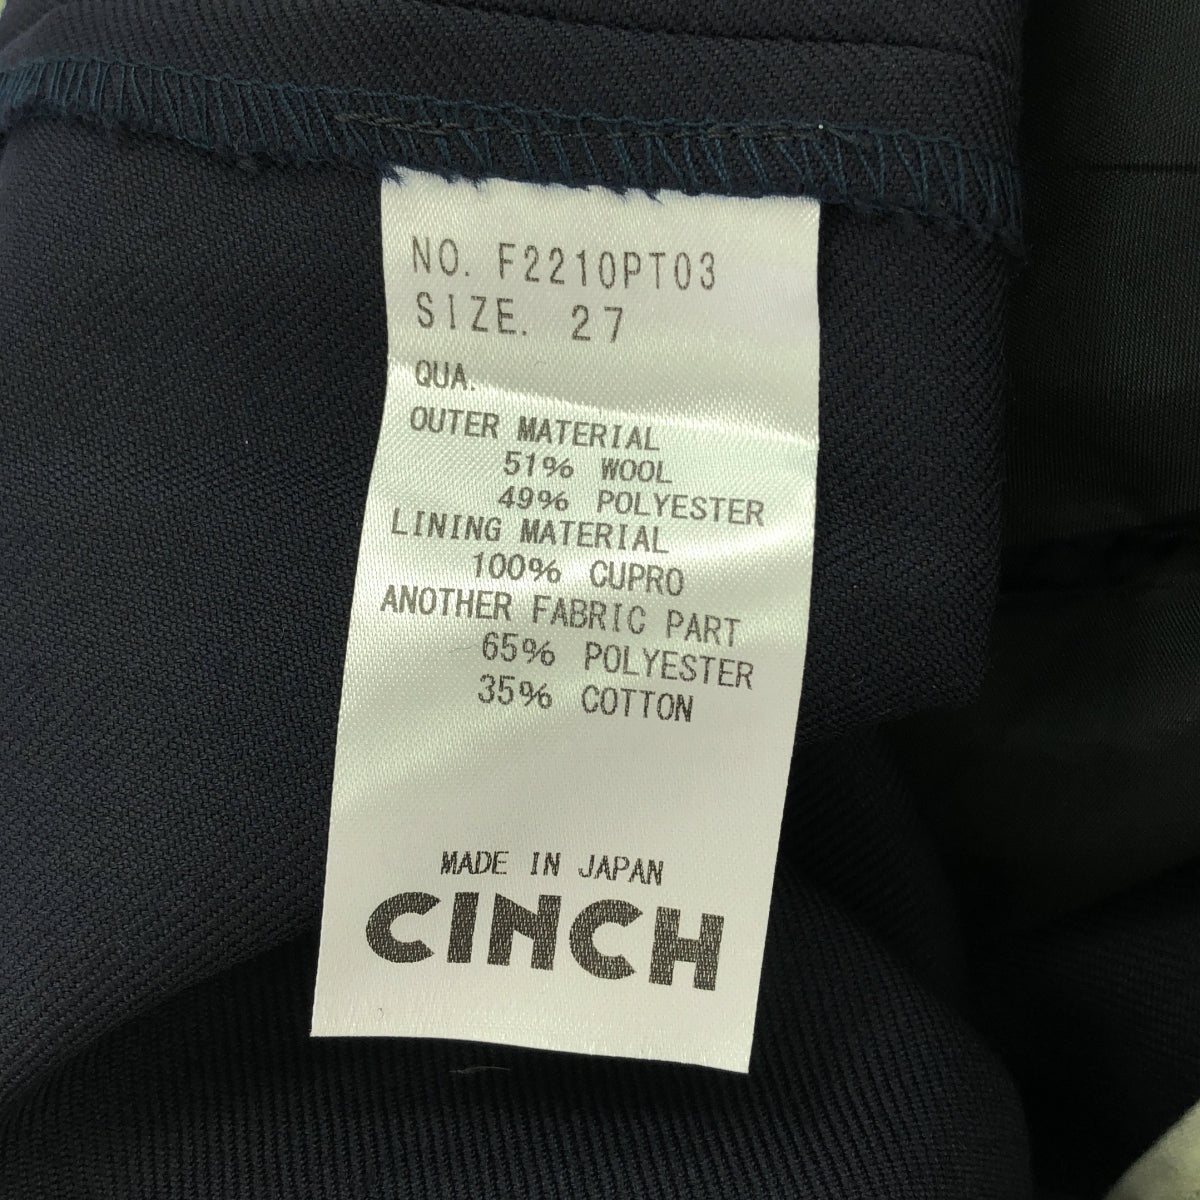 NO. F2210PT03
SIZE. 27
QUA.
OUTER MATERIAL
51% WOOL
49% POLYESTER
LINING MATERIAL
100% CUPRO
ANOTHER FABRIC PART
65% POLYESTER
35% COTTON
MADE IN JAPAN
CINCH